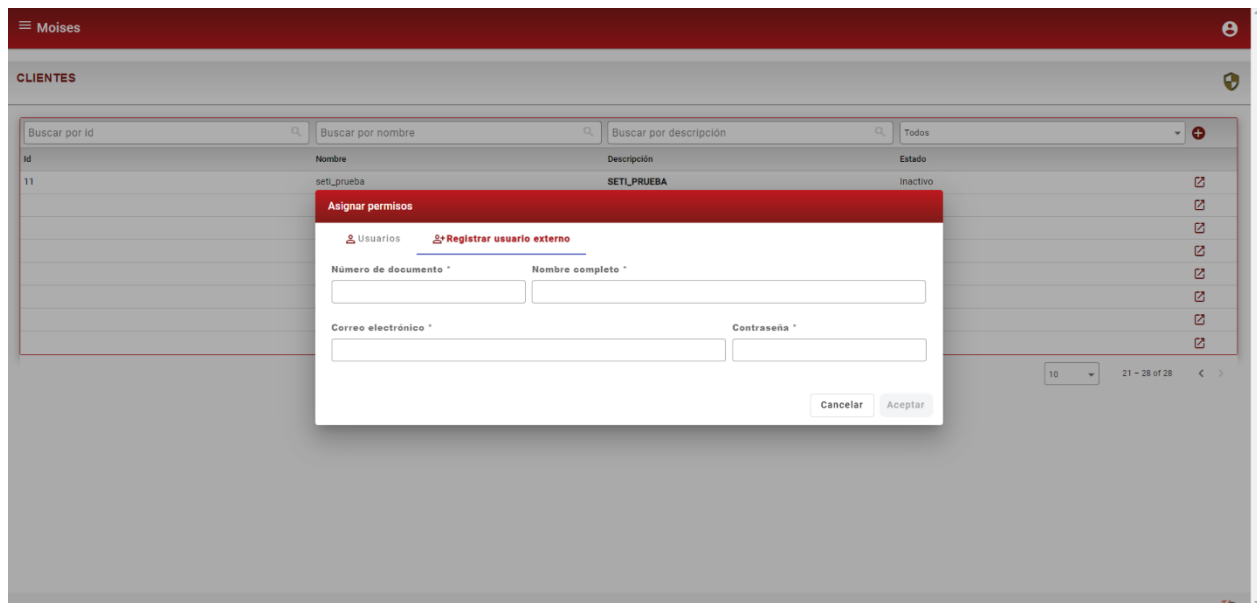 Moises
CLIENTES
Buscar por id
Buscar por nombre
Buscar por descripción
Todos
Id Nombre Descripción Estado
11 seti_prueba SETI_PRUEBA Inactivo
Asignar permisos
Usuarios Registrar usuario externo
Número de documento * Nombre completo *
Correo electrónico * Contraseña *
Cancelar Aceptar
10 21 – 28 of 28